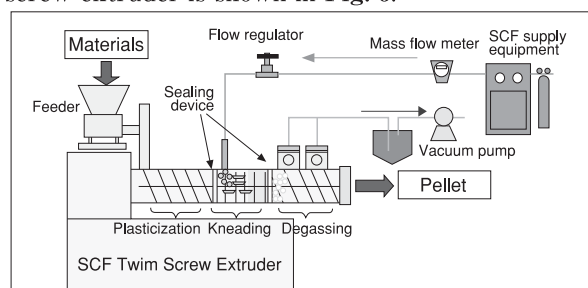 screw extruder is shown in Fig. 6.
Materials
Flow regulator
Mass flow meter
SCF supply
equipment
Feeder
Sealing
device
Vacuum pump
Pellet
Plasticization Kneading Degassing
SCF Twim Screw Extruder